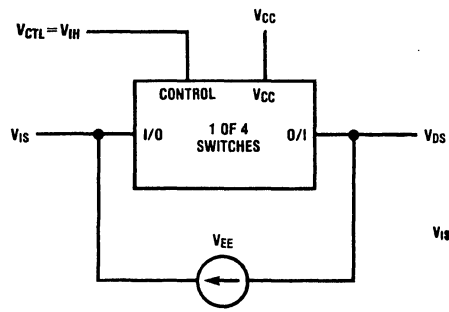 VCC
VCTL = VIH
CONTROL VCC
VIS I/O 1 OF 4 O/I VDS
SWITCHES
VEE
VIS